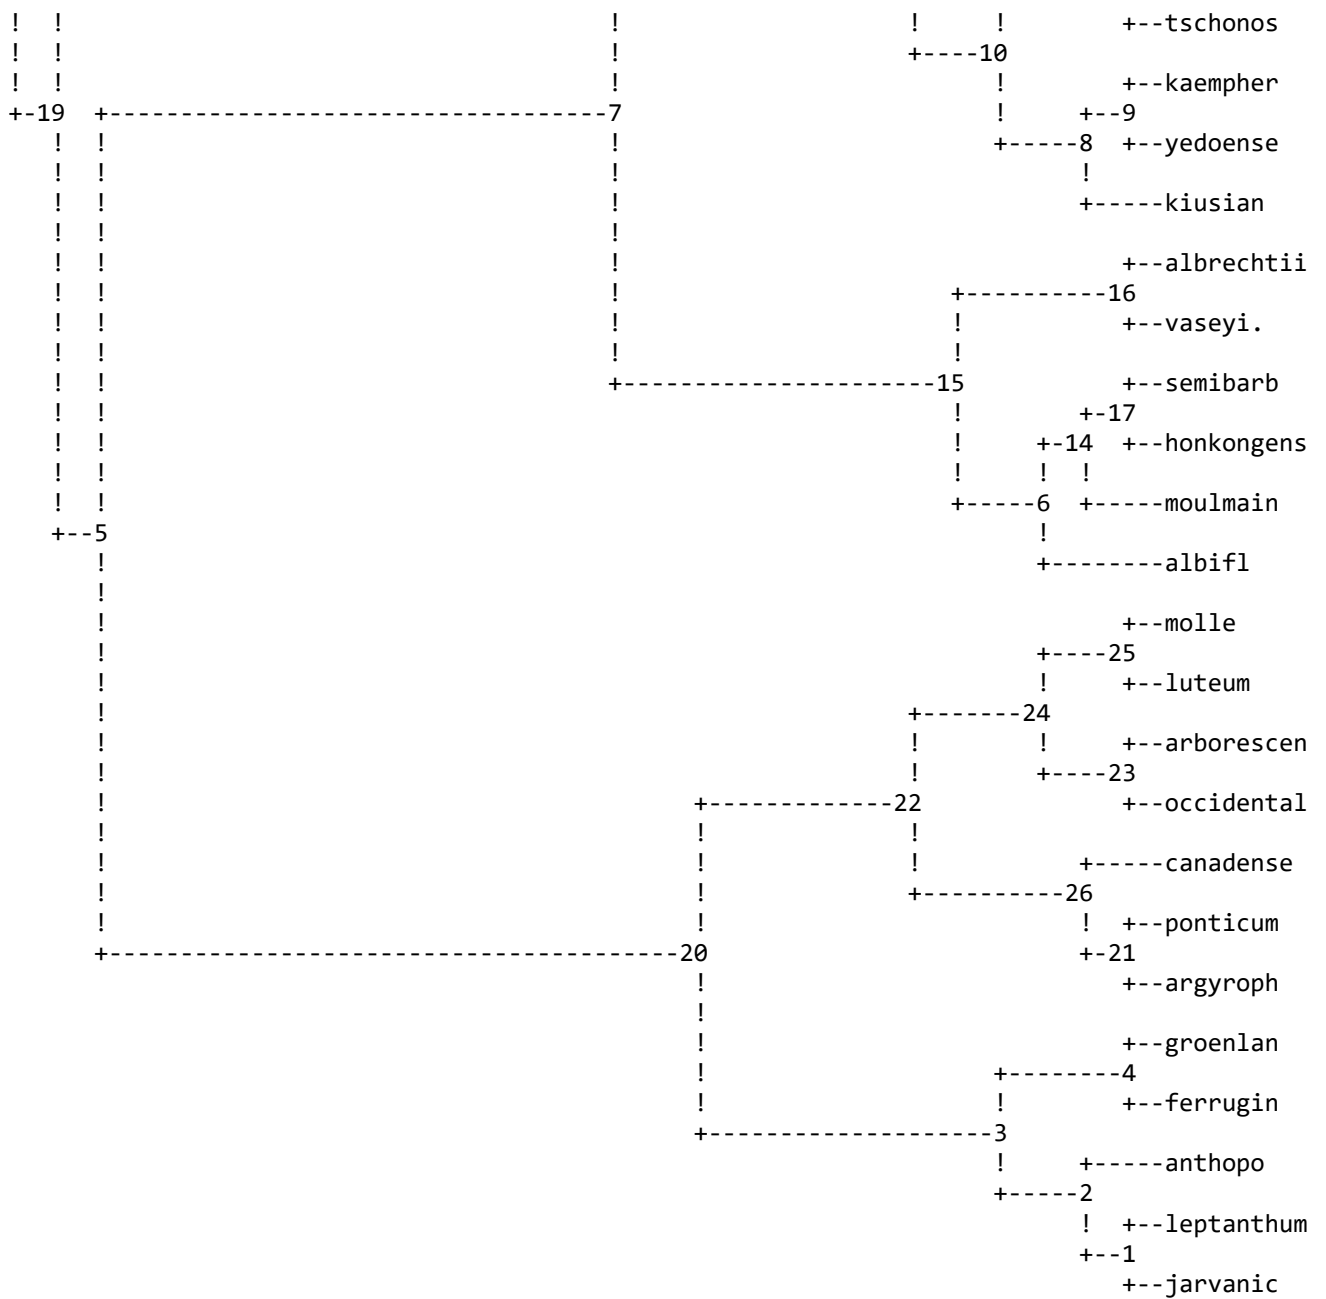 !  !                                      !                    !     !        +--tschonos
!  !                                      !                    +----10
!  !                                      !                          !        +--kaempher
+-19  +-----------------------------------7                          !     +--9
   !  !                                   !                          +-----8  +--yedoense
   !  !                                   !                                !
   !  !                                   !                                +-----kiusian
   !  !                                   !
   !  !                                   !                                   +--albrechtii
   !  !                                   !                       +----------16
   !  !                                   !                       !           +--vaseyi.
   !  !                                   !                       !
   !  !                                   +----------------------15           +--semibarb
   !  !                                                           !        +-17
   !  !                                                           !     +-14  +--honkongens
   !  !                                                           !     !  !
   !  !                                                           +-----6  +-----moulmain
   +--5                                                                 !
      !                                                                 +--------albifl
      !
      !                                                                       +--molle
      !                                                                 +----25
      !                                                                 !     +--luteum
      !                                                        +-------24
      !                                                        !        !     +--arborescen
      !                                                        !        +----23
      !                                         +-------------22              +--occidental
      !                                         !              !
      !                                         !              !           +-----canadense
      !                                         !              +----------26
      !                                         !                          !  +--ponticum
      +----------------------------------------20                          +-21
                                                !                             +--argyroph
                                                !
                                                !                             +--groenlan
                                                !                    +--------4
                                                !                    !        +--ferrugin
                                                +--------------------3
                                                                     !     +-----anthopo
                                                                     +-----2
                                                                           !  +--leptanthum
                                                                           +--1
                                                                              +--jarvanic